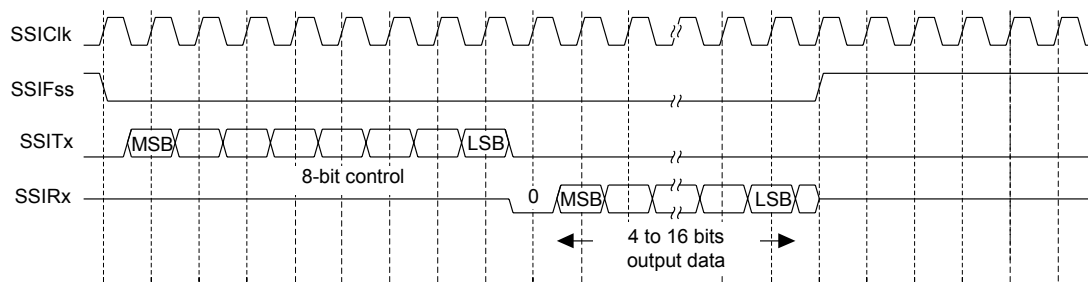 SSIClk
SSIFss
SSITx
MSB
LSB
8-bit control
SSIRx
0
MSB
LSB
4 to 16 bits
output data